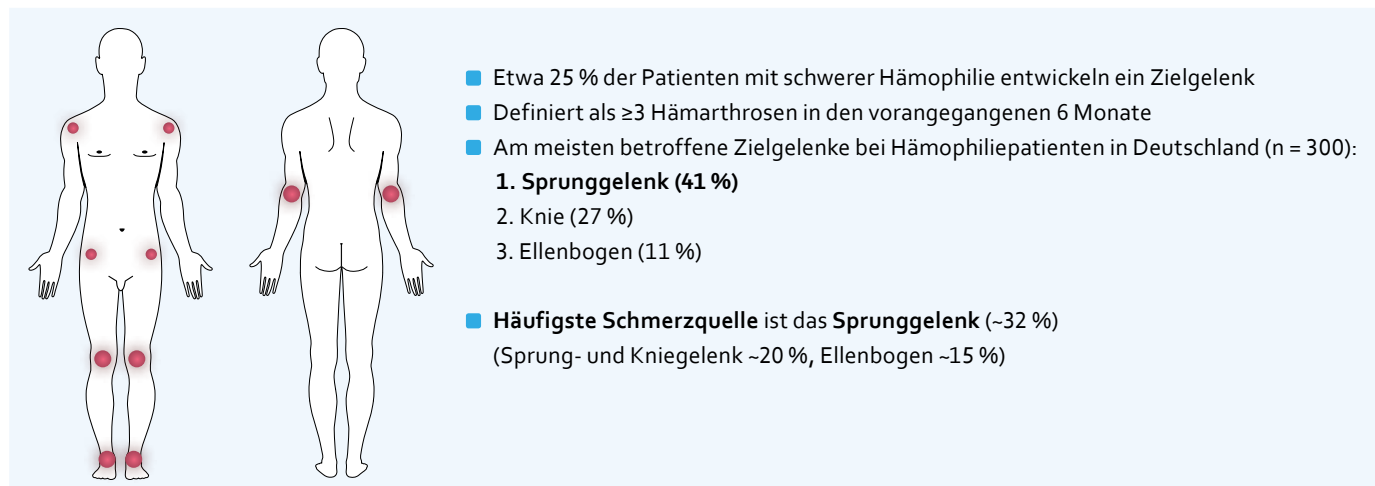 Etwa 25 % der Patienten mit schwerer Hämophilie entwickeln ein Zielgelenk
Definiert als ≥3 Hämarthrosen in den vorangegangenen 6 Monate
Am meisten betroffene Zielgelenke bei Hämophiliepatienten in Deutschland (n = 300):
1. Sprunggelenk (41 %)
2. Knie (27 %)
3. Ellenbogen (11 %)
Häufigste Schmerzquelle ist das Sprunggelenk (~32 %)
(Sprung- und Kniegelenk ~20 %, Ellenbogen ~15 %)